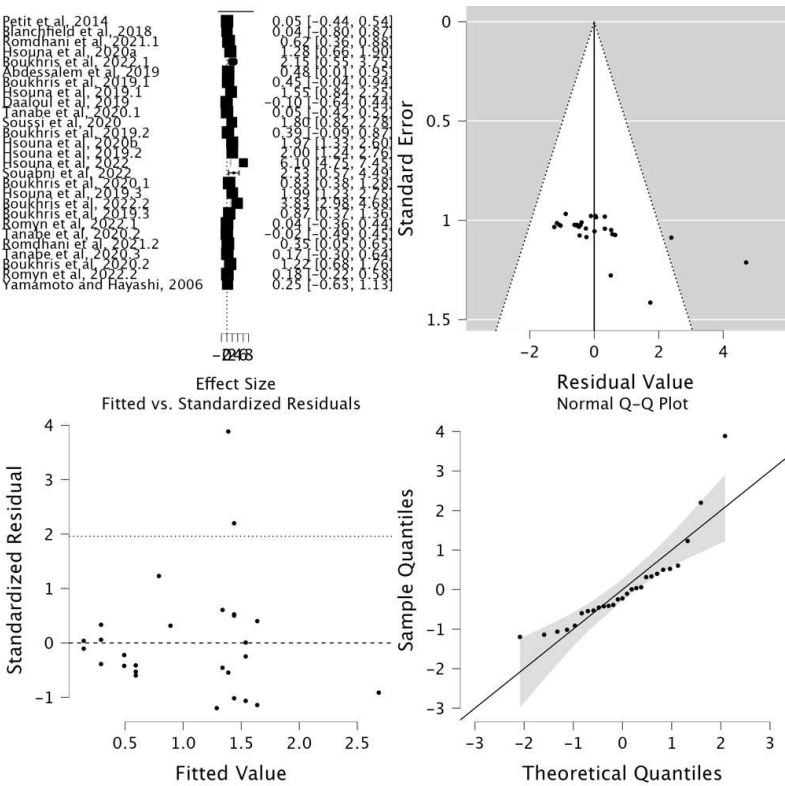 Petit et al, 2014 0.05 [−0.44, 0.54]
Blanchfield et al, 2018 0.04 [−0.80, 0.87]
Romdhani et al, 2021.1 0.62 [0.36, 0.88]
Hsouna et al, 2020a 1.28 [0.66, 1.90]
Boukhris et al, 2022.1 2.15 [0.55, 3.75]
Abdessalem et al, 2019 0.48 [0.01, 0.95]
Boukhris et al, 2019.1 0.45 [−0.04, 0.94]
Hsouna et al, 2019.1 1.55 [0.84, 2.25]
Daaloul et al, 2019 −0.10 [−0.64, 0.44]
Tanabe et al, 2020.1 0.05 [−0.42, 0.52]
Soussi et al, 2020 1.80 [0.82, 2.78]
Boukhris et al, 2019.2 0.39 [−0.09, 0.87]
Hsouna et al, 2020b 1.97 [1.33, 2.60]
Hsouna et al, 2019.2 2.00 [1.24, 2.76]
Hsouna et al, 2022 6.10 [4.75, 7.45]
Souabni et al, 2022 2.53 [0.57, 4.49]
Boukhris et al, 2020.1 0.83 [0.38, 1.28]
Hsouna et al, 2019.3 1.99 [1.23, 2.75]
Boukhris et al, 2022.2 3.83 [2.98, 4.68]
Boukhris et al, 2019.3 0.87 [0.37, 1.36]
Romyn et al, 2022.1 0.04 [−0.36, 0.44]
Tanabe et al, 2020.2 −0.02 [−0.49, 0.45]
Romdhani et al, 2021.2 0.35 [0.05, 0.65]
Tanabe et al, 2020.3 0.17 [−0.30, 0.64]
Boukhris et al, 2020.2 1.22 [0.68, 1.76]
Romyn et al, 2022.2 0.18 [−0.22, 0.58]
Yamamoto and Hayashi, 2006 0.25 [−0.63, 1.13]
−2 0 2 4 6 8
Effect Size
Standard Error
0
0.5
1
1.5
−2 0 2 4
Residual Value
Fitted vs. Standardized Residuals
Standardized Residual
4
3
2
1
0
−1
0.5 1.0 1.5 2.0 2.5
Fitted Value
Normal Q−Q Plot
Sample Quantiles
4
3
2
1
0
−1
−2
−3
−3 −2 −1 0 1 2 3
Theoretical Quantiles